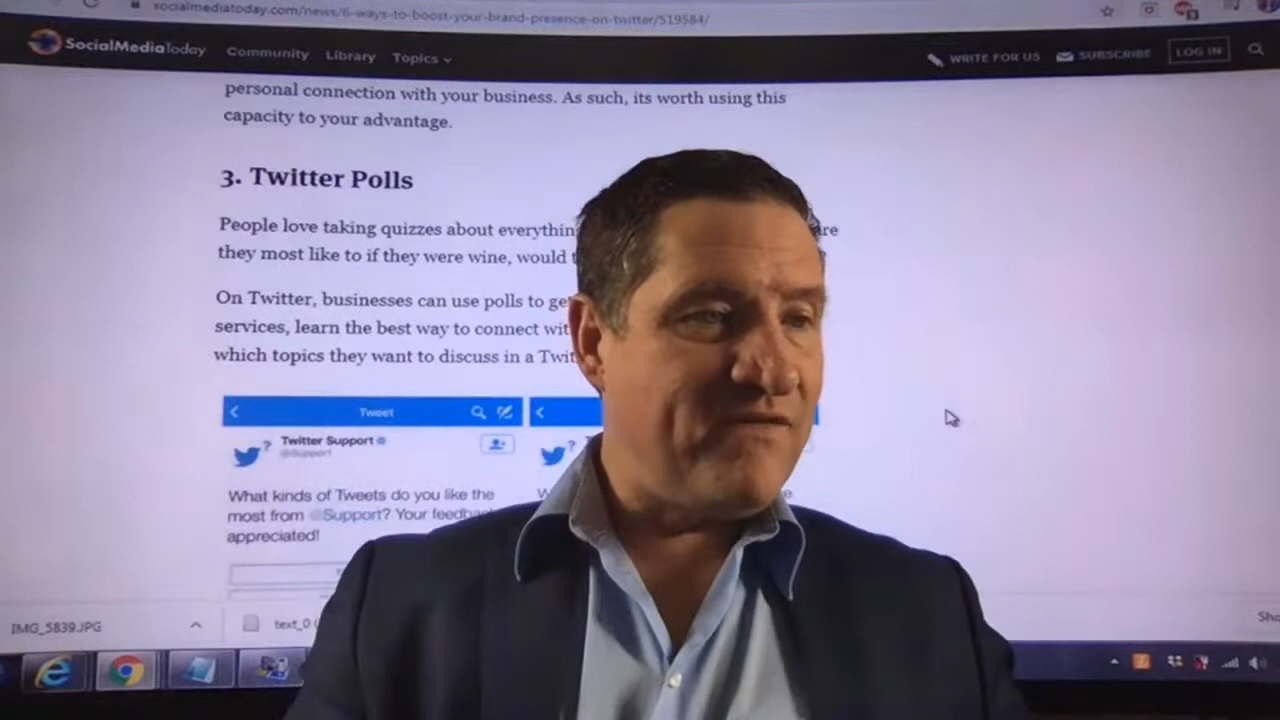 socialmediatoday.com/news/6-ways-to-boost-your-brand-presence-on-twitter/519584/
SocialMediaToday Community Library Topics WRITE FOR US SUBSCRIBE LOG IN
personal connection with your business. As such, its worth using this
capacity to your advantage.
3. Twitter Polls
People love taking quizzes about everythin
they most like to if they were wine, would
On Twitter, businesses can use polls to ge
services, learn the best way to connect wit
which topics they want to discuss in a Twit
Tweet
Twitter Support
@Support
What kinds of Tweets do you like the
most from @Support? Your feedba
appreciated!
IMG_5839.JPG text_0